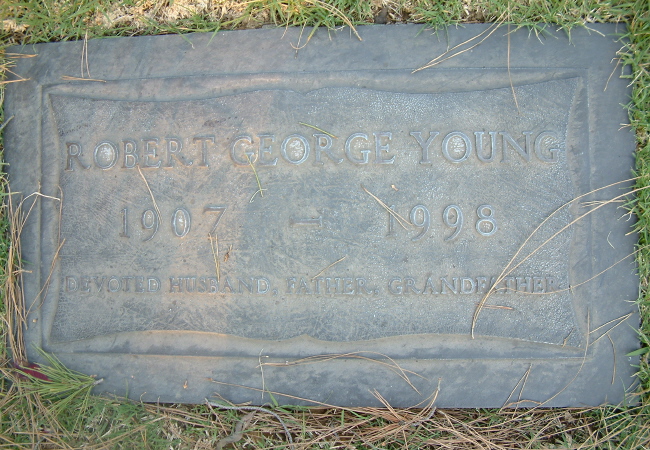 ROBERT GEORGE YOUNG
1907 – 1998
DEVOTED HUSBAND, FATHER, GRANDFATHER